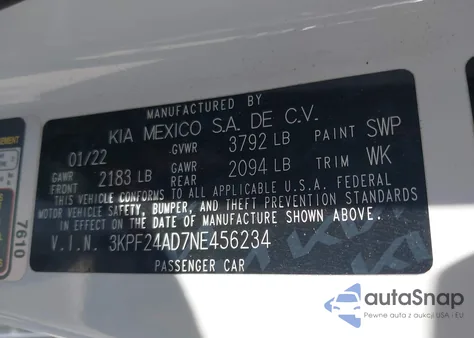 MANUFACTURED BY
KIA MEXICO S.A. DE C.V.
01/22 GVWR 3792 LB PAINT SWP
GAWR FRONT 2183 LB GAWR REAR 2094 LB TRIM WK
THIS VEHICLE CONFORMS TO ALL APPLICABLE U.S.A. FEDERAL
MOTOR VEHICLE SAFETY, BUMPER, AND THEFT PREVENTION STANDARDS
IN EFFECT ON THE DATE OF MANUFACTURE SHOWN ABOVE.
V.I.N. 3KPF24AD7NE456234
PASSENGER CAR
7610
autoSnap
Pewne auta z aukcji USA i EU